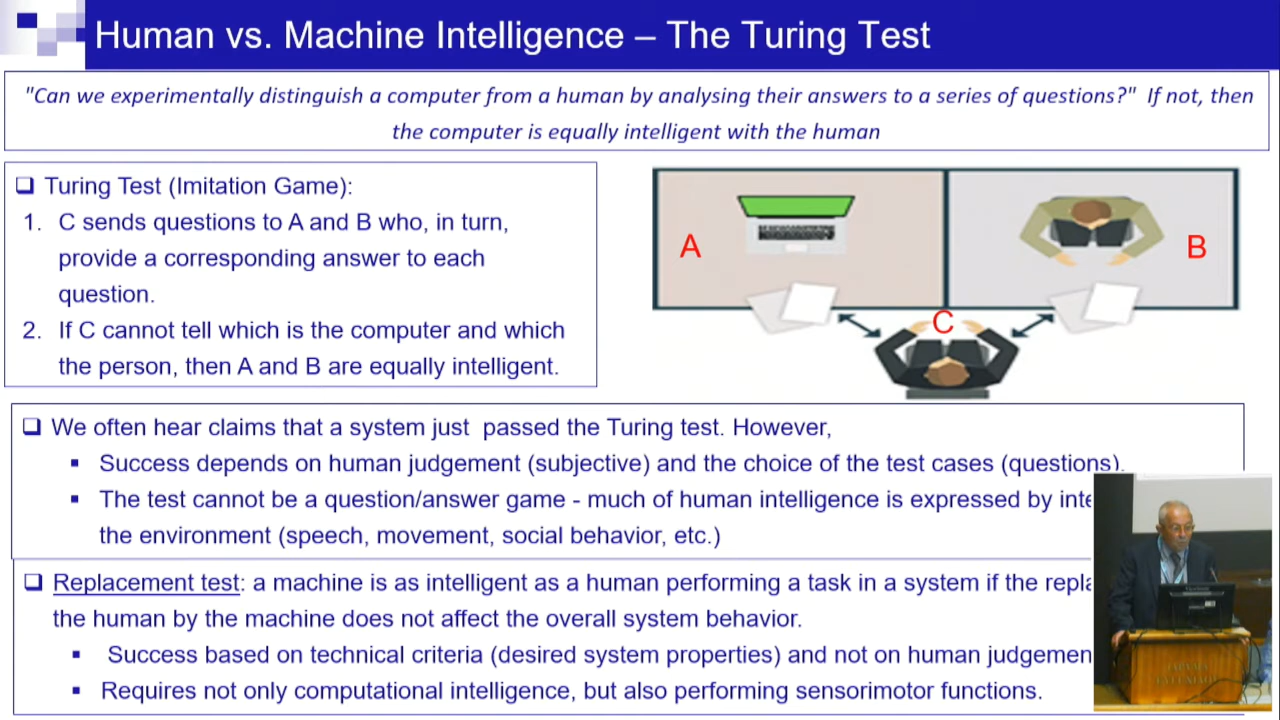 Human vs. Machine Intelligence – The Turing Test
"Can we experimentally distinguish a computer from a human by analysing their answers to a series of questions?" If not, then
the computer is equally intelligent with the human
Turing Test (Imitation Game):
1. C sends questions to A and B who, in turn,
provide a corresponding answer to each
question.
2. If C cannot tell which is the computer and which
the person, then A and B are equally intelligent.
A
B
C
We often hear claims that a system just passed the Turing test. However,
Success depends on human judgement (subjective) and the choice of the test cases (questions).
The test cannot be a question/answer game - much of human intelligence is expressed by inte
the environment (speech, movement, social behavior, etc.)
Replacement test: a machine is as intelligent as a human performing a task in a system if the repla
the human by the machine does not affect the overall system behavior.
Success based on technical criteria (desired system properties) and not on human judgemen
Requires not only computational intelligence, but also performing sensorimotor functions.